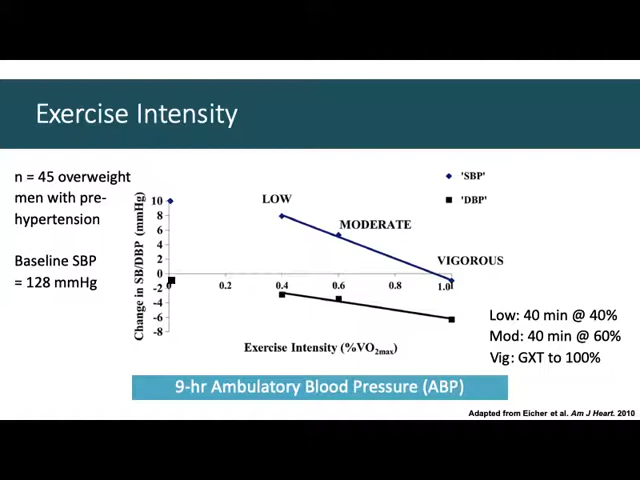 Exercise Intensity
n = 45 overweight
men with pre-
hypertension
Baseline SBP
= 128 mmHg
Change in SB/DBP (mmHg)
10
8
6
4
2
0
-2
-4
-6
-8
0
0.2
0.4
0.6
0.8
1.0
LOW
MODERATE
VIGOROUS
'SBP'
'DBP'
Exercise Intensity (%VO2max)
Low: 40 min @ 40%
Mod: 40 min @ 60%
Vig: GXT to 100%
9-hr Ambulatory Blood Pressure (ABP)
Adapted from Eicher et al. Am J Heart. 2010